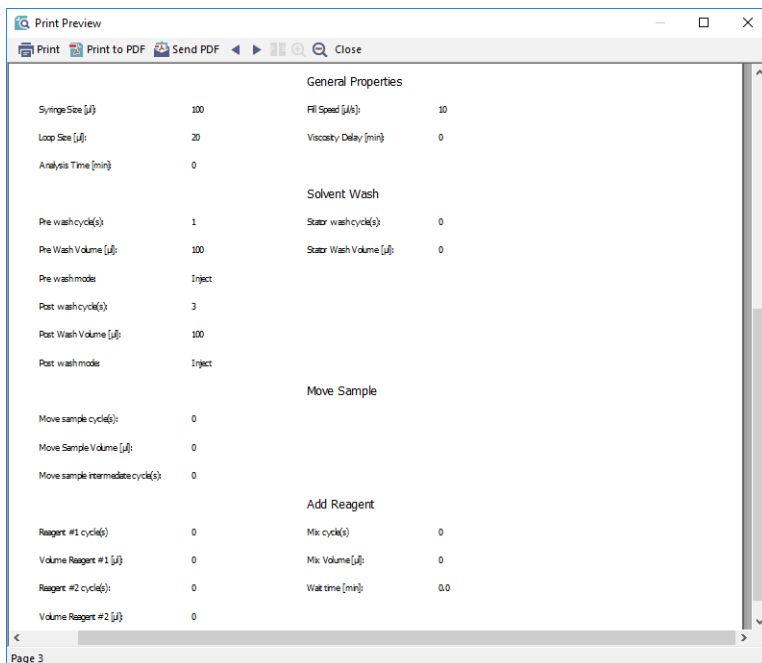 Print Preview
Print Print to PDF Send PDF Close
General Properties
Syringe Size [µl]: 100 Fill Speed [µl/s]: 10
Loop Size [µl]: 20 Viscosity Delay [min]: 0
Analysis Time [min]: 0
Solvent Wash
Pre wash cycle(s): 1 Stator wash cycle(s): 0
Pre Wash Volume [µl]: 100 Stator Wash Volume [µl]: 0
Pre wash mode: Inject
Post wash cycle(s): 3
Post Wash Volume [µl]: 100
Post wash mode: Inject
Move Sample
Move sample cycle(s): 0
Move Sample Volume [µl]: 0
Move sample intermediate cycle(s): 0
Add Reagent
Reagent #1 cycle(s) 0 Mix cycle(s) 0
Volume Reagent #1 [µl]: 0 Mix Volume [µl]: 0
Reagent #2 cycle(s): 0 Wait time [min]: 0.0
Volume Reagent #2 [µl]: 0
Page 3